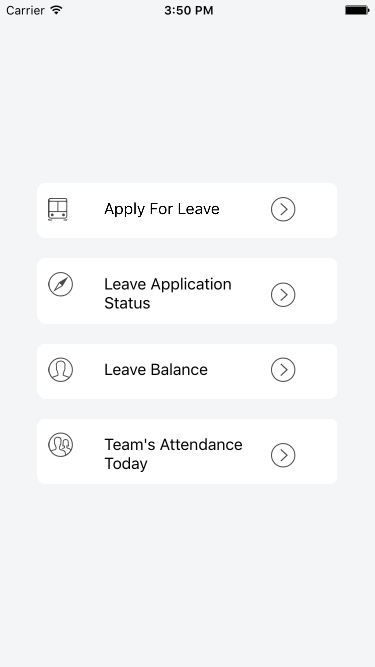 Carrier 3:50 PM
Apply For Leave
Leave Application
Status
Leave Balance
Team's Attendance
Today